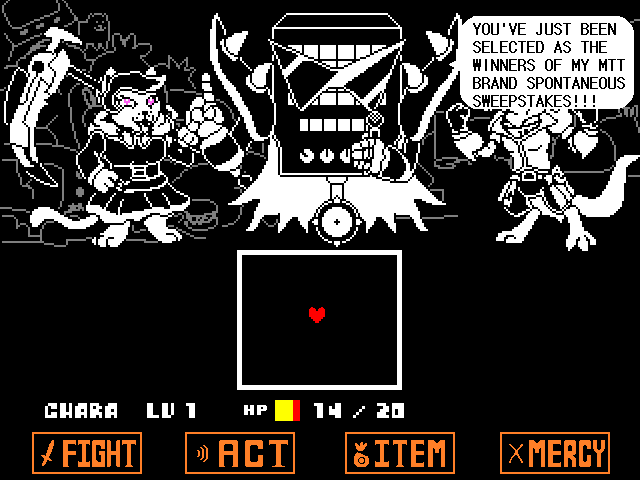 YOU'VE JUST BEEN
SELECTED AS THE
WINNERS OF MY MTT
BRAND SPONTANEOUS
SWEEPSTAKES!!!
CHARA LV 1 HP 14 / 20
FIGHT ACT ITEM MERCY